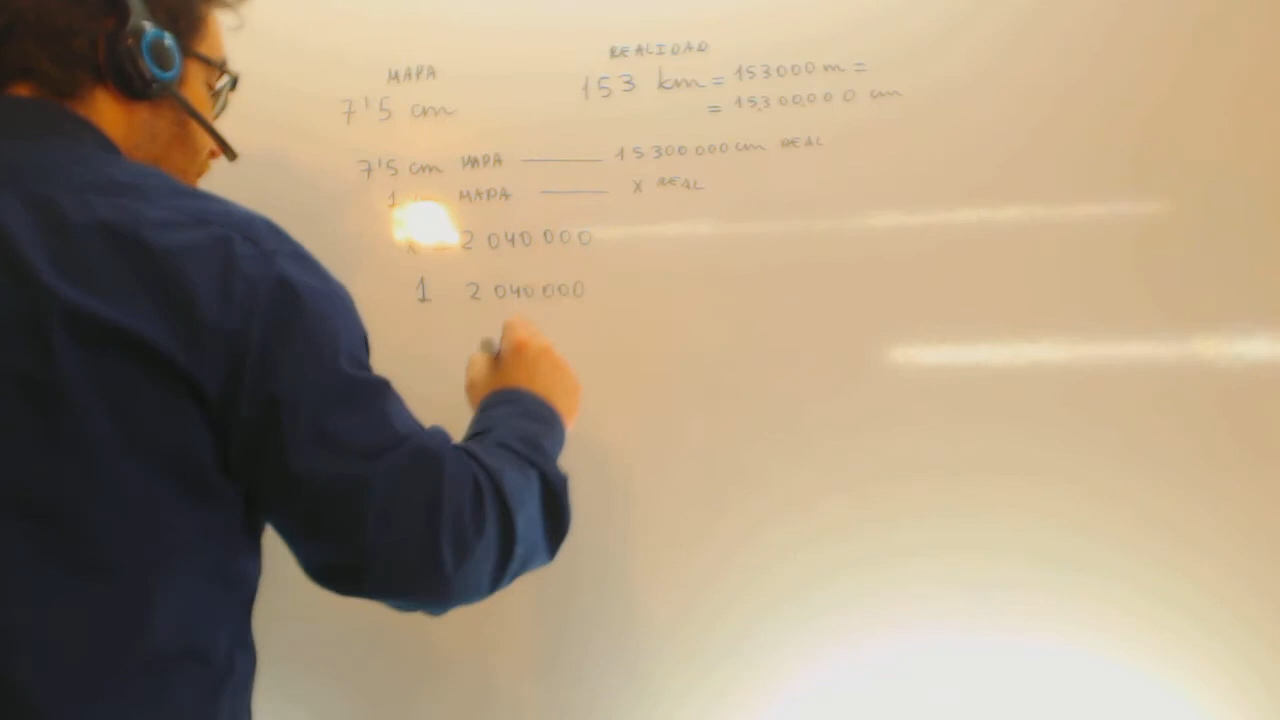 MAPA
7'5 cm
REALIDAD
153 km = 153000 m =
= 15300000 cm
7'5 cm MAPA —— 15300000 cm REAL
1 MAPA —— X REAL
2 040 000
1 2 040 000